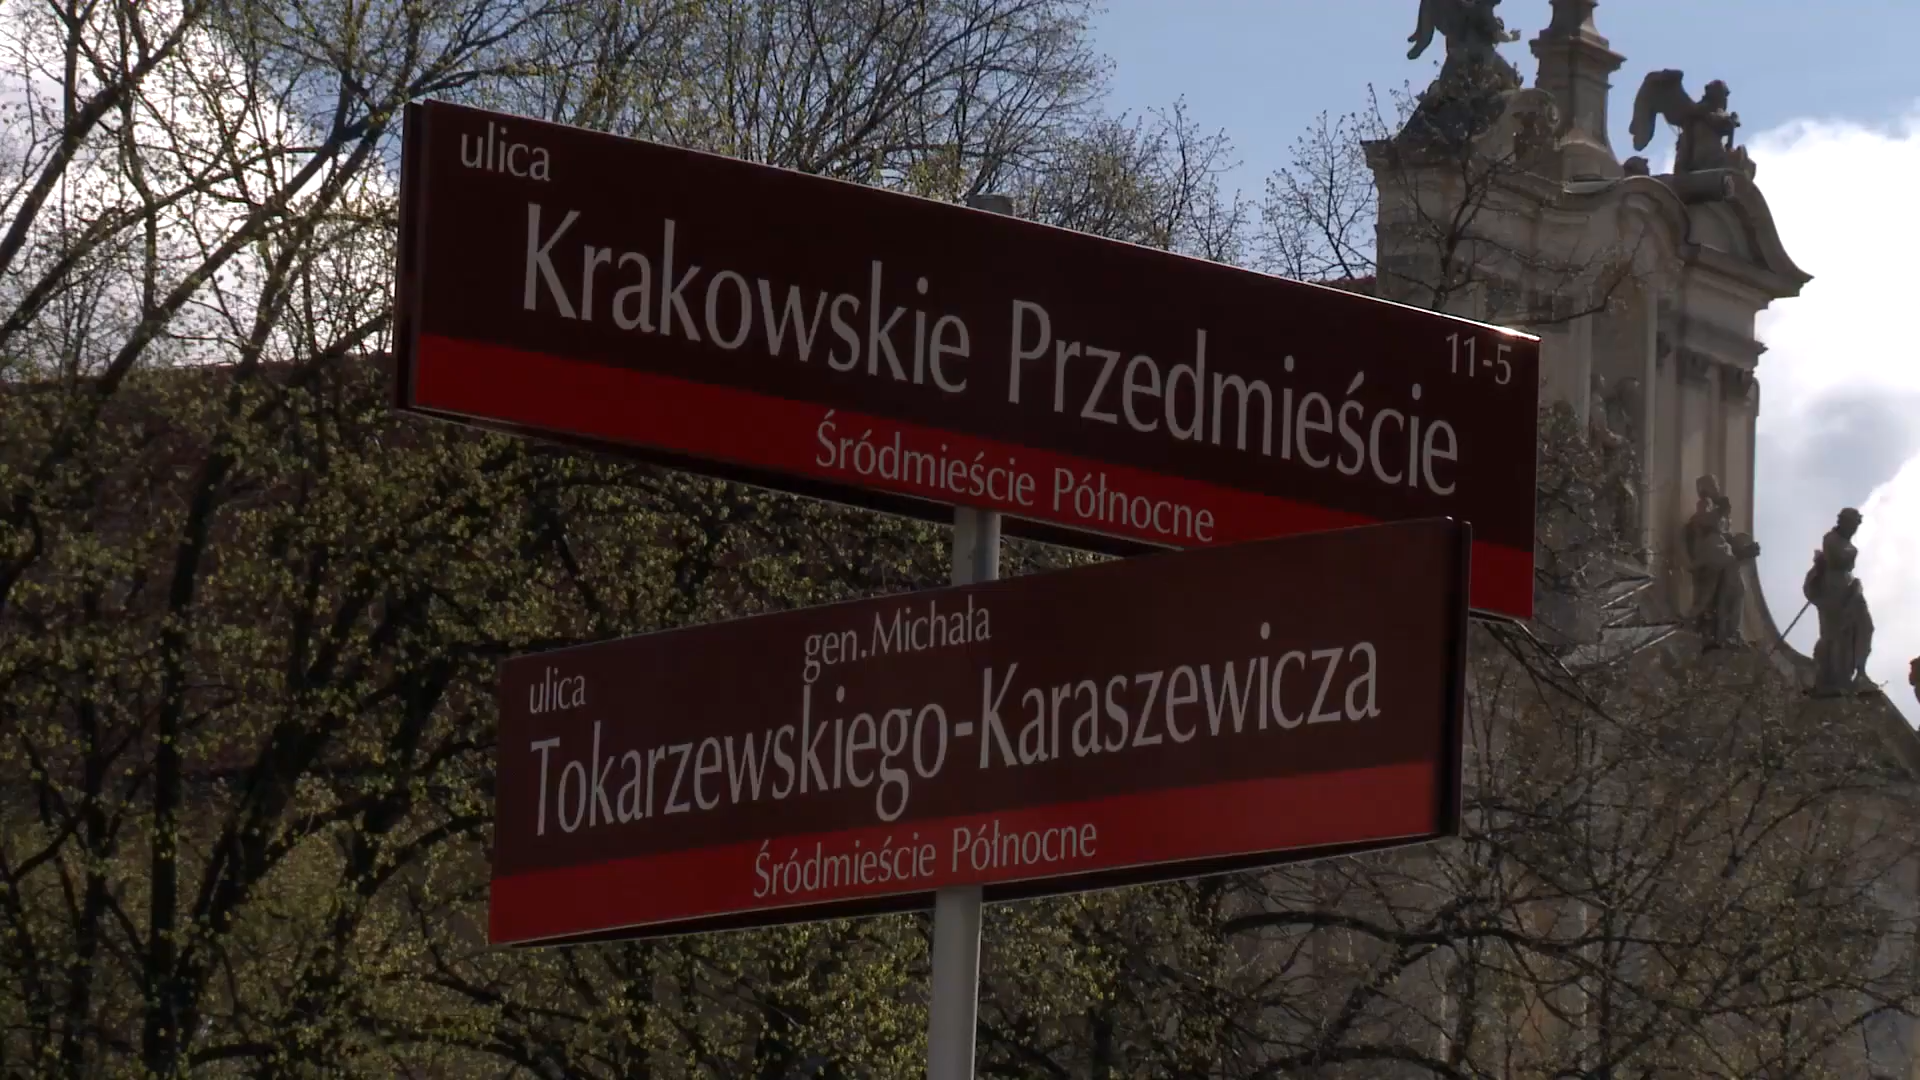 ulica
Krakowskie Przedmieście
11-5
Śródmieście Północne
gen.Michała
ulica
Tokarzewskiego-Karaszewicza
Śródmieście Północne